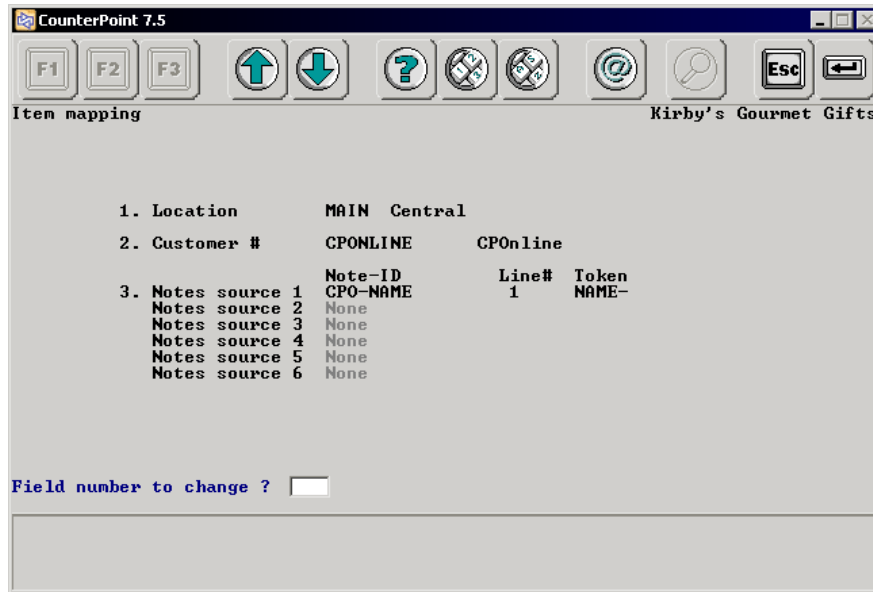 CounterPoint 7.5
F1 F2 F3 ? @ Esc
Item mapping Kirby's Gourmet Gifts
1. Location MAIN Central
2. Customer # CPONLINE CPOnline
Note-ID Line# Token
3. Notes source 1 CPO-NAME 1 NAME-
Notes source 2 None
Notes source 3 None
Notes source 4 None
Notes source 5 None
Notes source 6 None
Field number to change ?